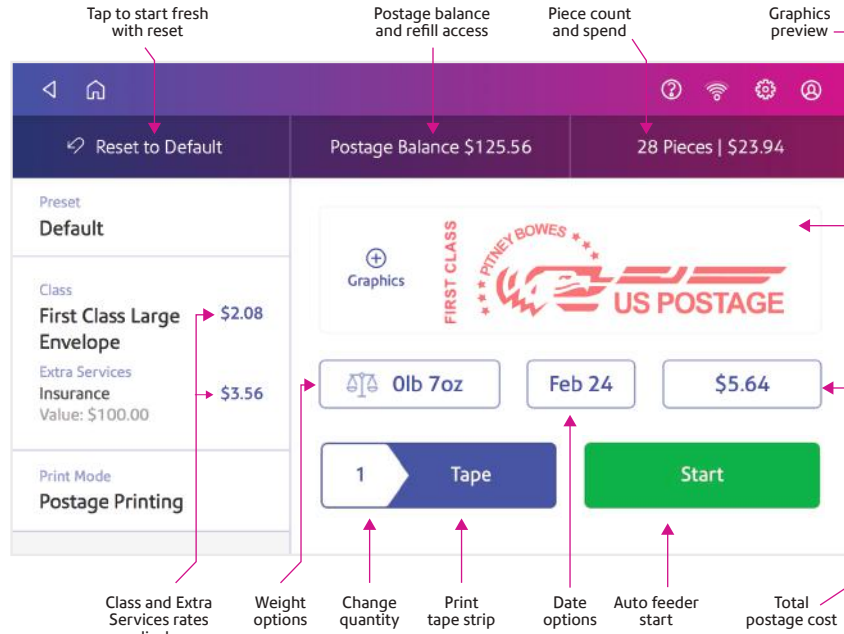 Tap to start fresh
with reset
Postage balance
and refill access
Piece count
and spend
Graphics
preview
Reset to Default
Postage Balance $125.56
28 Pieces | $23.94
Preset
Default
Class
First Class Large
Envelope
$2.08
Extra Services
Insurance
$3.56
Value: $100.00
Print Mode
Postage Printing
Graphics
FIRST CLASS
PITNEY BOWES
US POSTAGE
0lb 7oz
Feb 24
$5.64
1
Tape
Start
Class and Extra
Services rates
Weight
options
Change
quantity
Print
tape strip
Date
options
Auto feeder
start
Total
postage cost